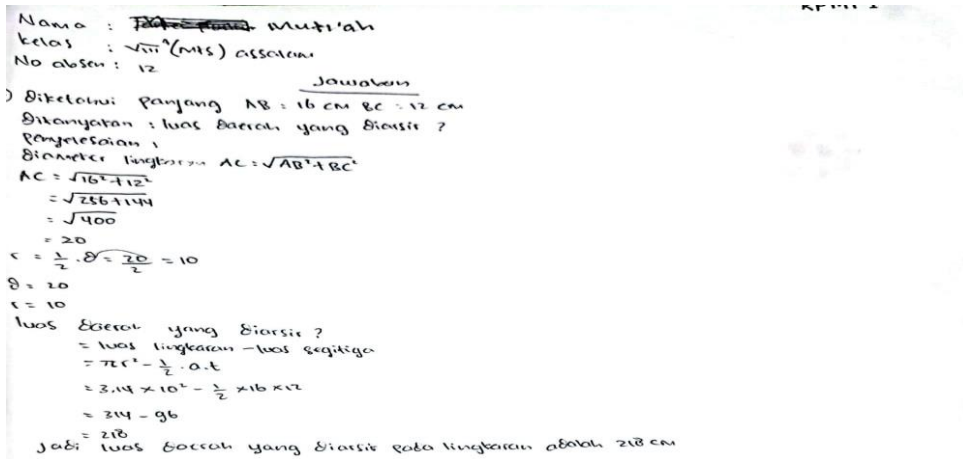 Nama : Muti'ah
Kelas : VIII A (MTS) assalam
No absen : 12
Jawaban
) Diketahui Panjang AB : 16 cm BC : 12 cm
Ditanyakan : luas Daerah yang Diarsir ?
Penyelesaian,
Diameter lingkaran AC : √AB²+BC²
AC = √16²+12²
= √256+144
= √400
= 20
r = 1/2 . D = 20/2 = 10
D = 20
r = 10
luas Daerah yang Diarsir ?
= luas lingkaran - luas segitiga
= πr² - 1/2 . a.t
= 3,14 × 10² - 1/2 ×16 ×12
= 314 - 96
= 218
Jadi luas Daerah yang Diarsir pada lingkaran adalah 218 cm